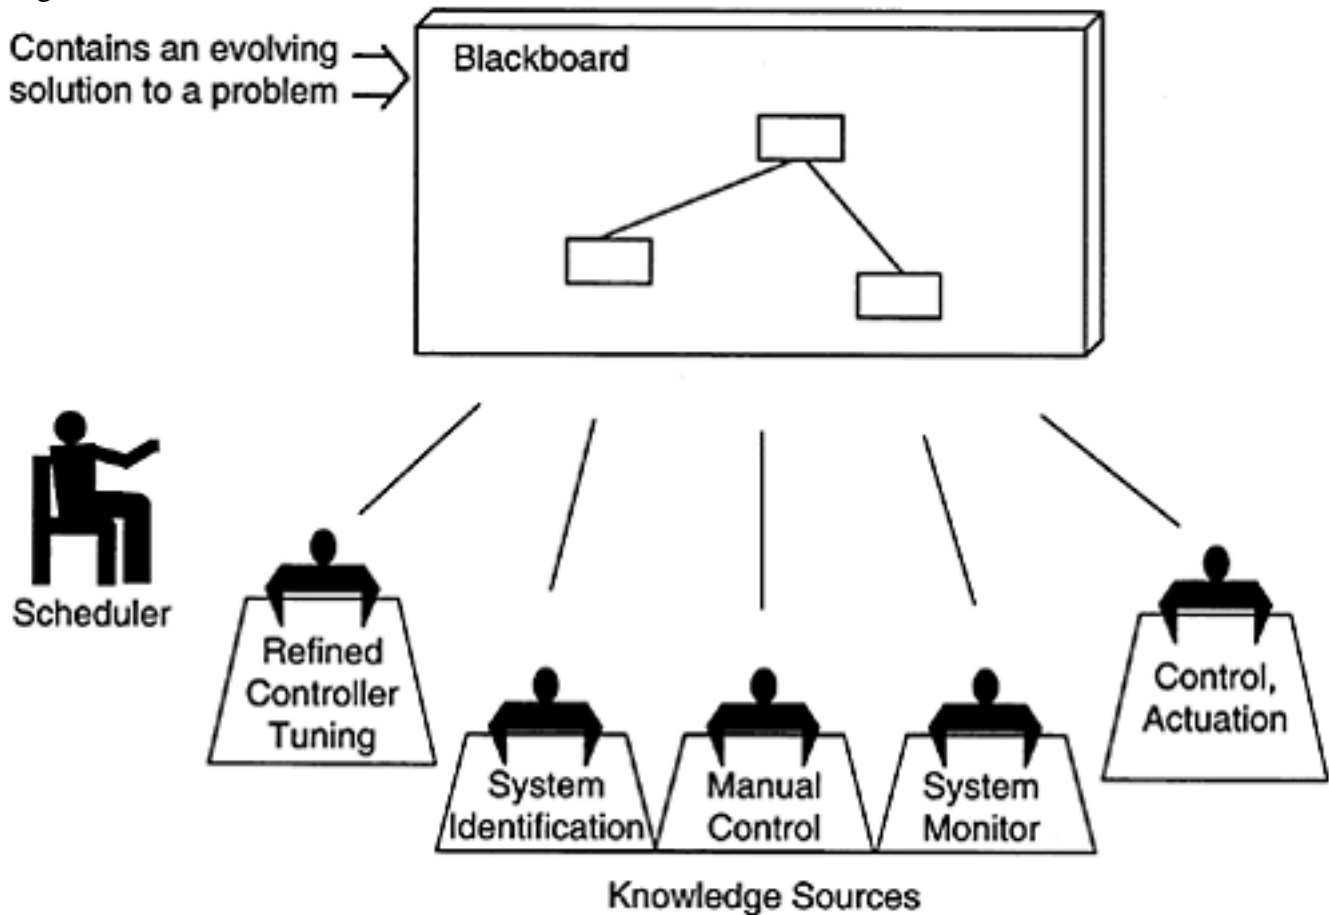 Contains an evolving
solution to a problem
Blackboard
Scheduler
Refined
Controller
Tuning
System
Identification
Manual
Control
System
Monitor
Control,
Actuation
Knowledge Sources